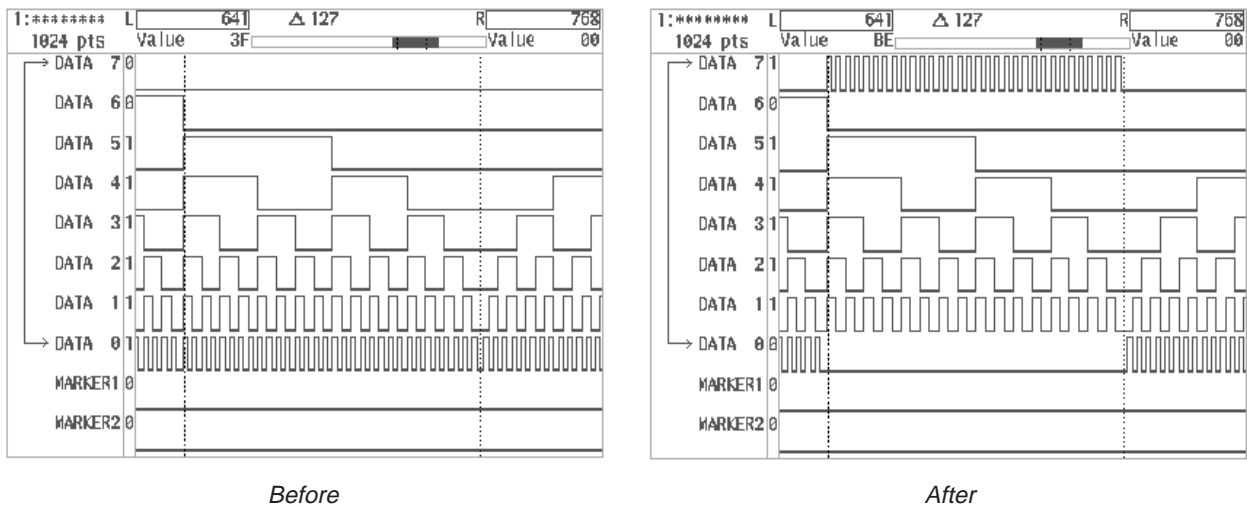 1:******** L 641 Δ 127 R 768
1024 pts Value 3F Value 00
DATA 7 0
DATA 6 0
DATA 5 1
DATA 4 1
DATA 3 1
DATA 2 1
DATA 1 1
DATA 0 1
MARKER1 0
MARKER2 0
Before
1:******** L 641 Δ 127 R 768
1024 pts Value BE Value 00
DATA 7 1
DATA 6 0
DATA 5 1
DATA 4 1
DATA 3 1
DATA 2 1
DATA 1 1
DATA 0 0
MARKER1 0
MARKER2 0
After